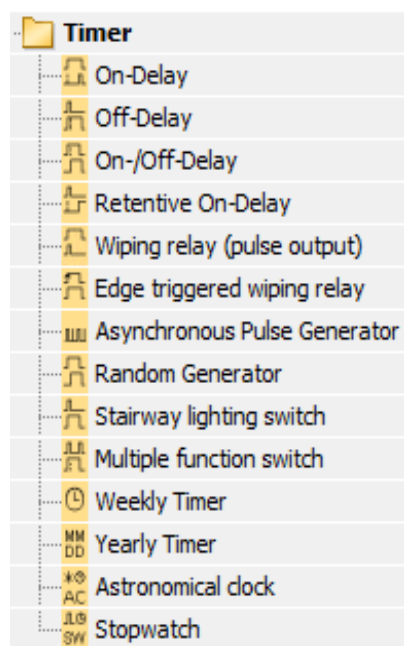 Timer
On-Delay
Off-Delay
On-/Off-Delay
Retentive On-Delay
Wiping relay (pulse output)
Edge triggered wiping relay
Asynchronous Pulse Generator
Random Generator
Stairway lighting switch
Multiple function switch
Weekly Timer
MM
DD
Yearly Timer
AC
Astronomical clock
SW
Stopwatch